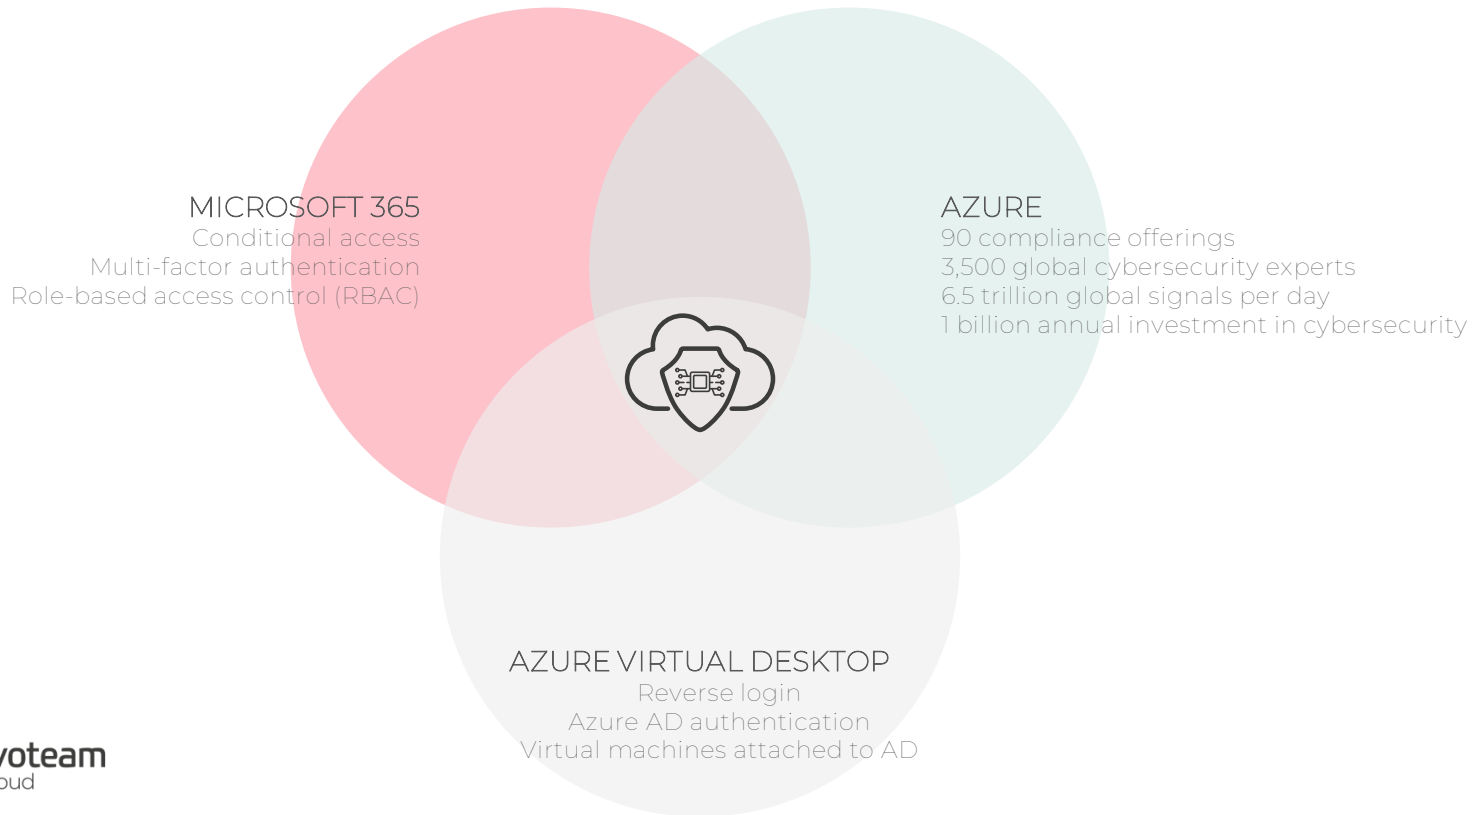 MICROSOFT 365
Conditional access
Multi-factor authentication
Role-based access control (RBAC)
AZURE
90 compliance offerings
3,500 global cybersecurity experts
6.5 trillion global signals per day
1 billion annual investment in cybersecurity
AZURE VIRTUAL DESKTOP
Reverse login
Azure AD authentication
Virtual machines attached to AD
voteam
oud